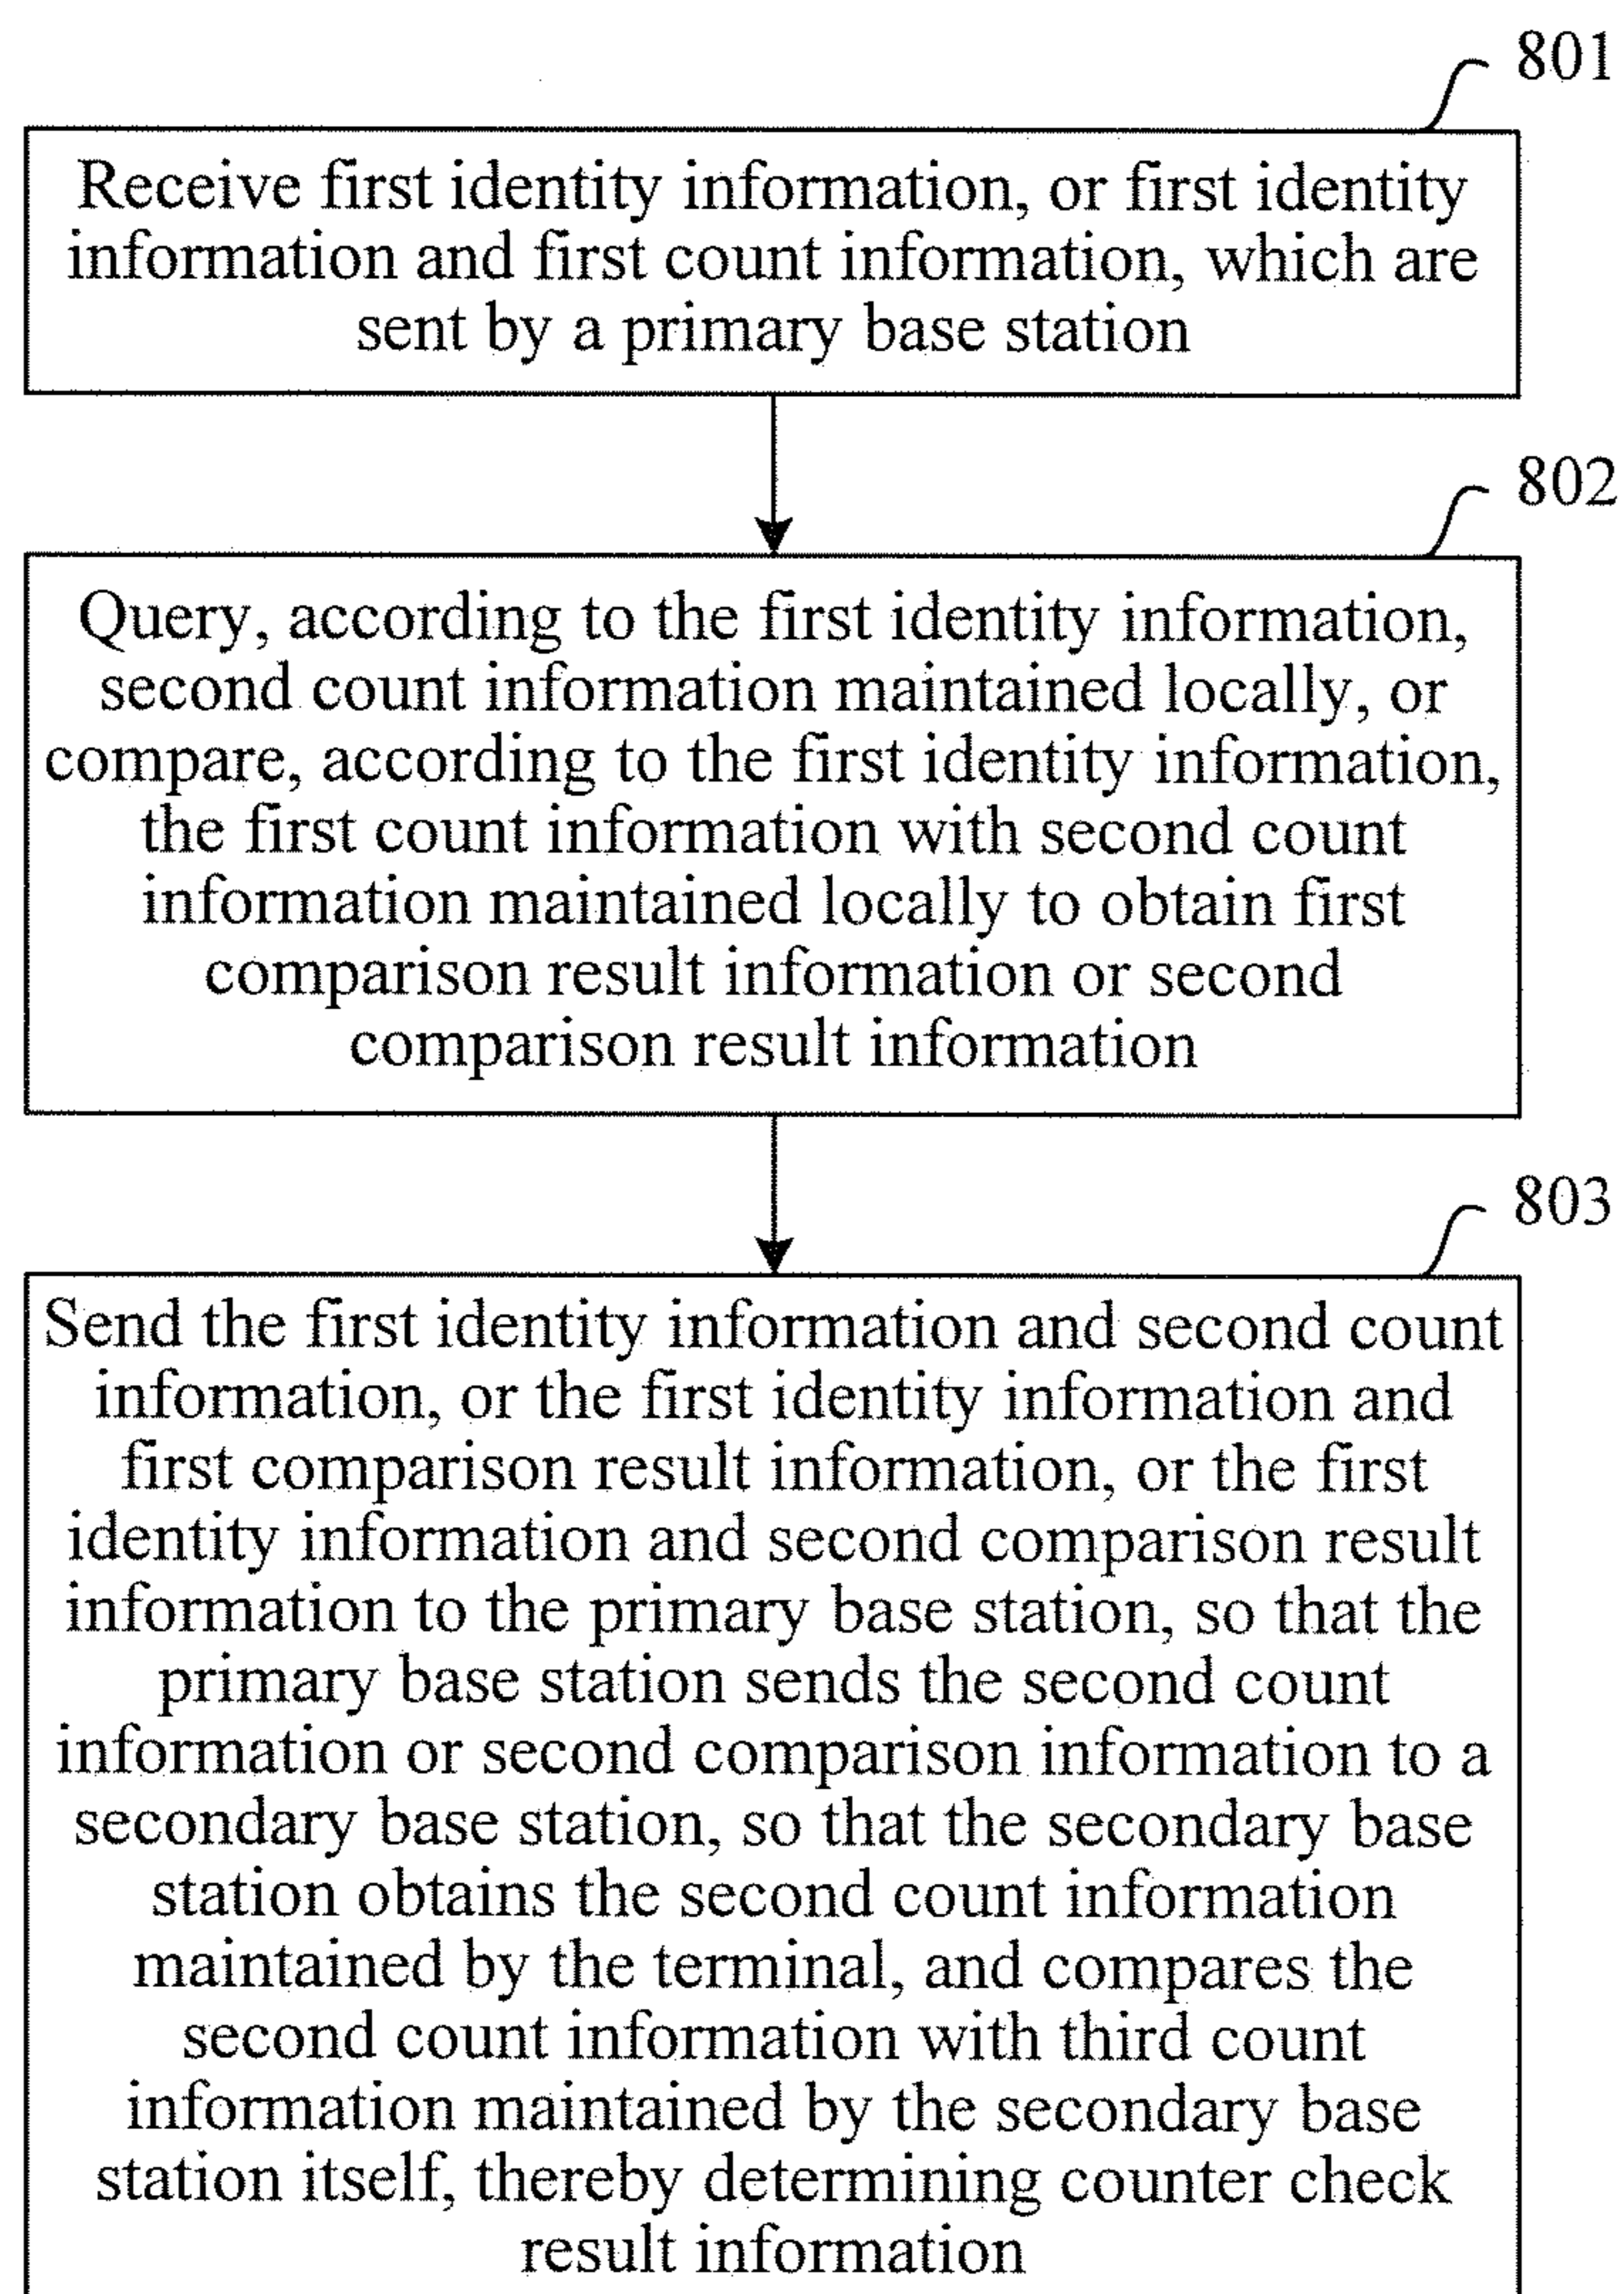 801
Receive first identity information, or first identity
information and first count information, which are
sent by a primary base station
802
Query, according to the first identity information,
second count information maintained locally, or
compare, according to the first identity information,
the first count information with second count
information maintained locally to obtain first
comparison result information or second
comparison result information
803
Send the first identity information and second count
information, or the first identity information and
first comparison result information, or the first
identity information and second comparison result
information to the primary base station, so that the
primary base station sends the second count
information or second comparison information to a
secondary base station, so that the secondary base
station obtains the second count information
maintained by the terminal, and compares the
second count information with third count
information maintained by the secondary base
station itself, thereby determining counter check
result information